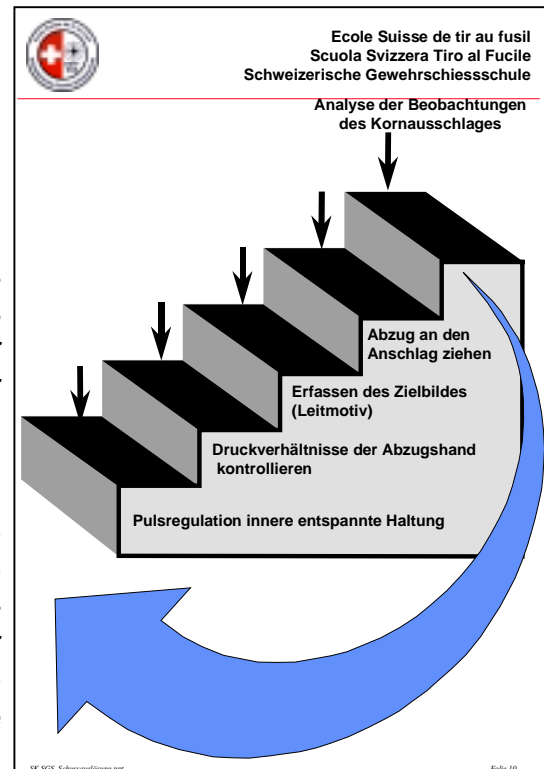 Ecole Suisse de tir au fusil
Scuola Svizzera Tiro al Fucile
Schweizerische Gewehrschiessschule
Analyse der Beobachtungen
des Kornausschlages
Abzug an den
Anschlag ziehen
Erfassen des Zielbildes
(Leitmotiv)
Druckverhältnisse der Abzugshand
kontrollieren
Pulsregulation innere entspannte Haltung
Folie 10